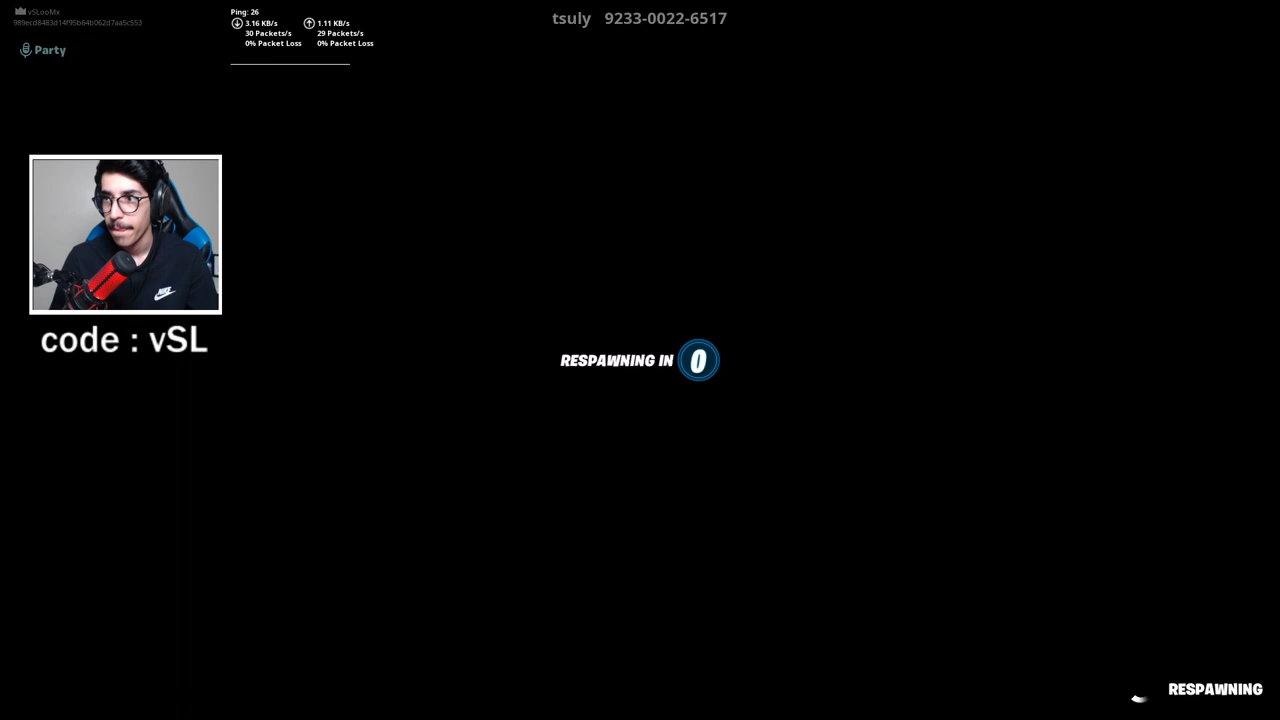 vSLooMx
989ecd8483d14f95b64b062d7aa5c553
Party
Ping: 26
3.16 KB/s 1.11 KB/s
30 Packets/s 29 Packets/s
0% Packet Loss 0% Packet Loss
tsuly 9233-0022-6517
NIKE
code : vSL
RESPAWNING IN 0
RESPAWNING